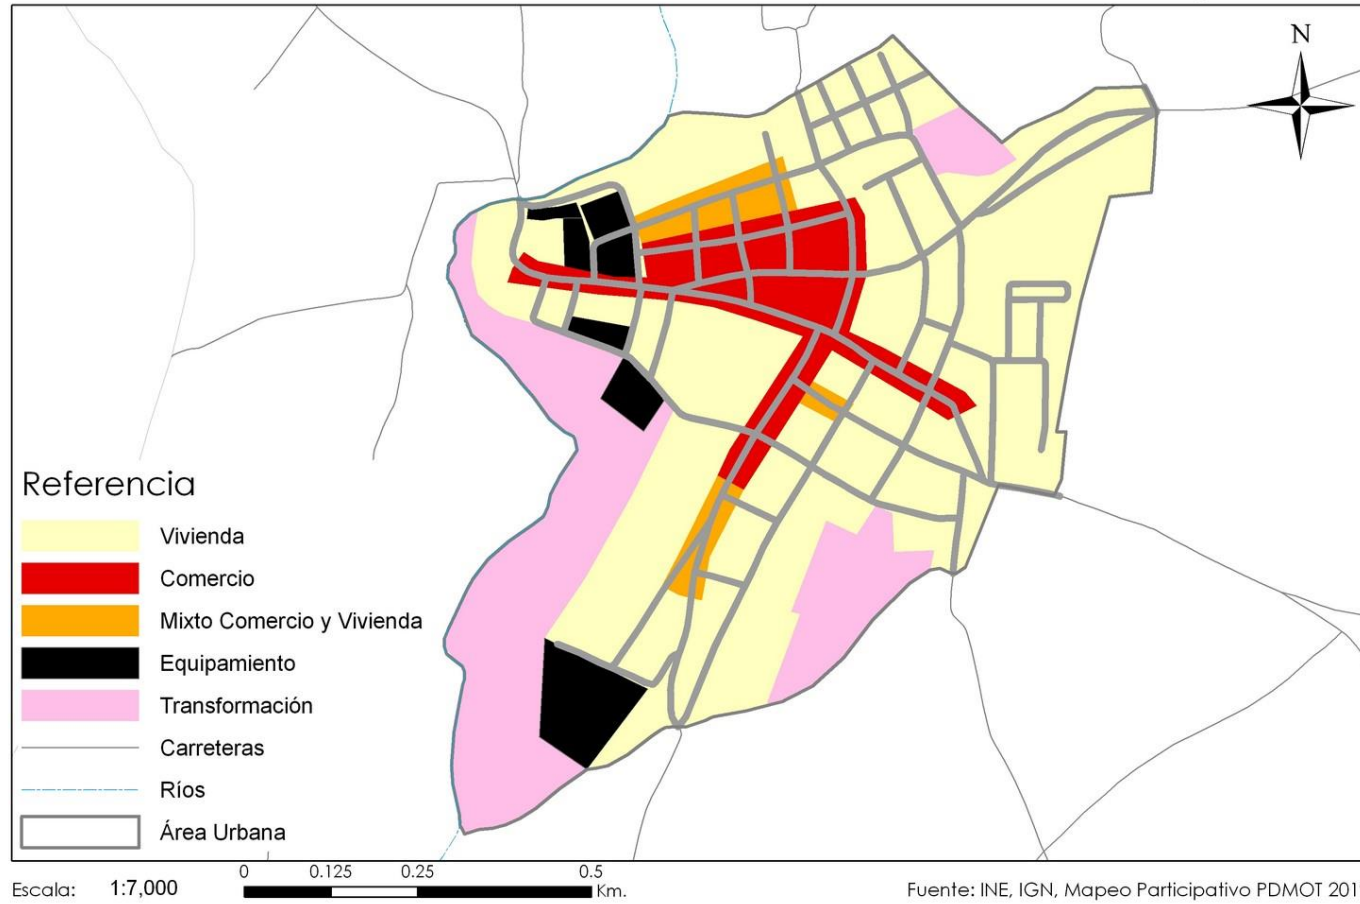 N
Referencia
Vivienda
Comercio
Mixto Comercio y Vivienda
Equipamiento
Transformación
Carreteras
Ríos
Área Urbana
Escala: 1:7,000
0 0.125 0.25 0.5
Km.
Fuente: INE, IGN, Mapeo Participativo PDMOT 201